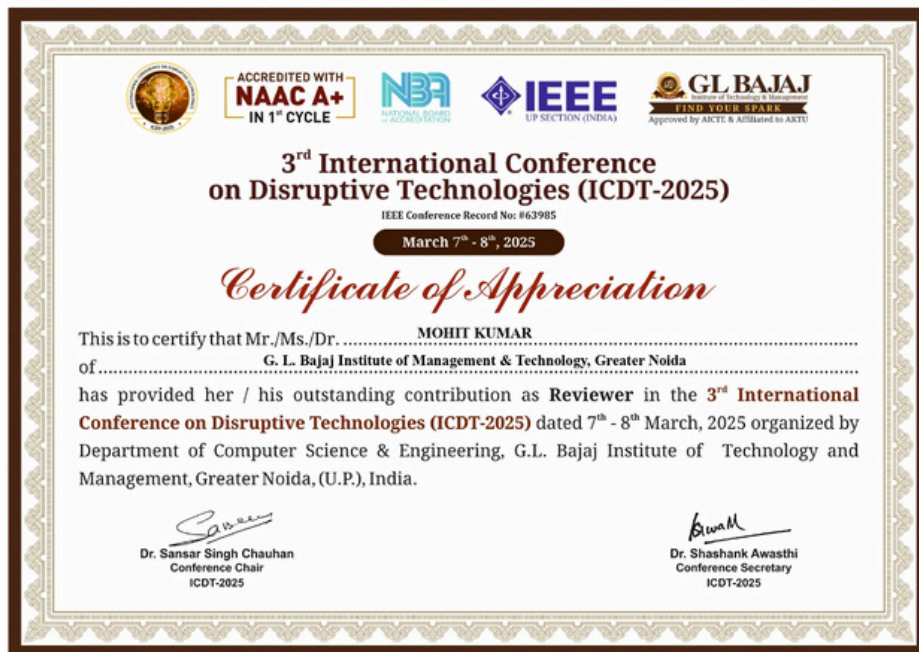 ACCREDITED WITH
NAAC A+
IN 1st CYCLE
NBA
NATIONAL BOARD
of ACCREDITATION
IEEE
UP SECTION (INDIA)
GL BAJAJ
Institute of Technology & Management
FIND YOUR SPARK
Approved by AICTE & Affiliated to AKTU
ICDT-2025
3rd International Conference
on Disruptive Technologies (ICDT-2025)
IEEE Conference Record No: #63985
March 7th - 8th, 2025
Certificate of Appreciation
This is to certify that Mr./Ms./Dr. MOHIT KUMAR
of G. L. Bajaj Institute of Management & Technology, Greater Noida
has provided her / his outstanding contribution as Reviewer in the 3rd International
Conference on Disruptive Technologies (ICDT-2025) dated 7th - 8th March, 2025 organized by
Department of Computer Science & Engineering, G.L. Bajaj Institute of Technology and
Management, Greater Noida, (U.P.), India.
Dr. Sansar Singh Chauhan
Conference Chair
ICDT-2025
Dr. Shashank Awasthi
Conference Secretary
ICDT-2025